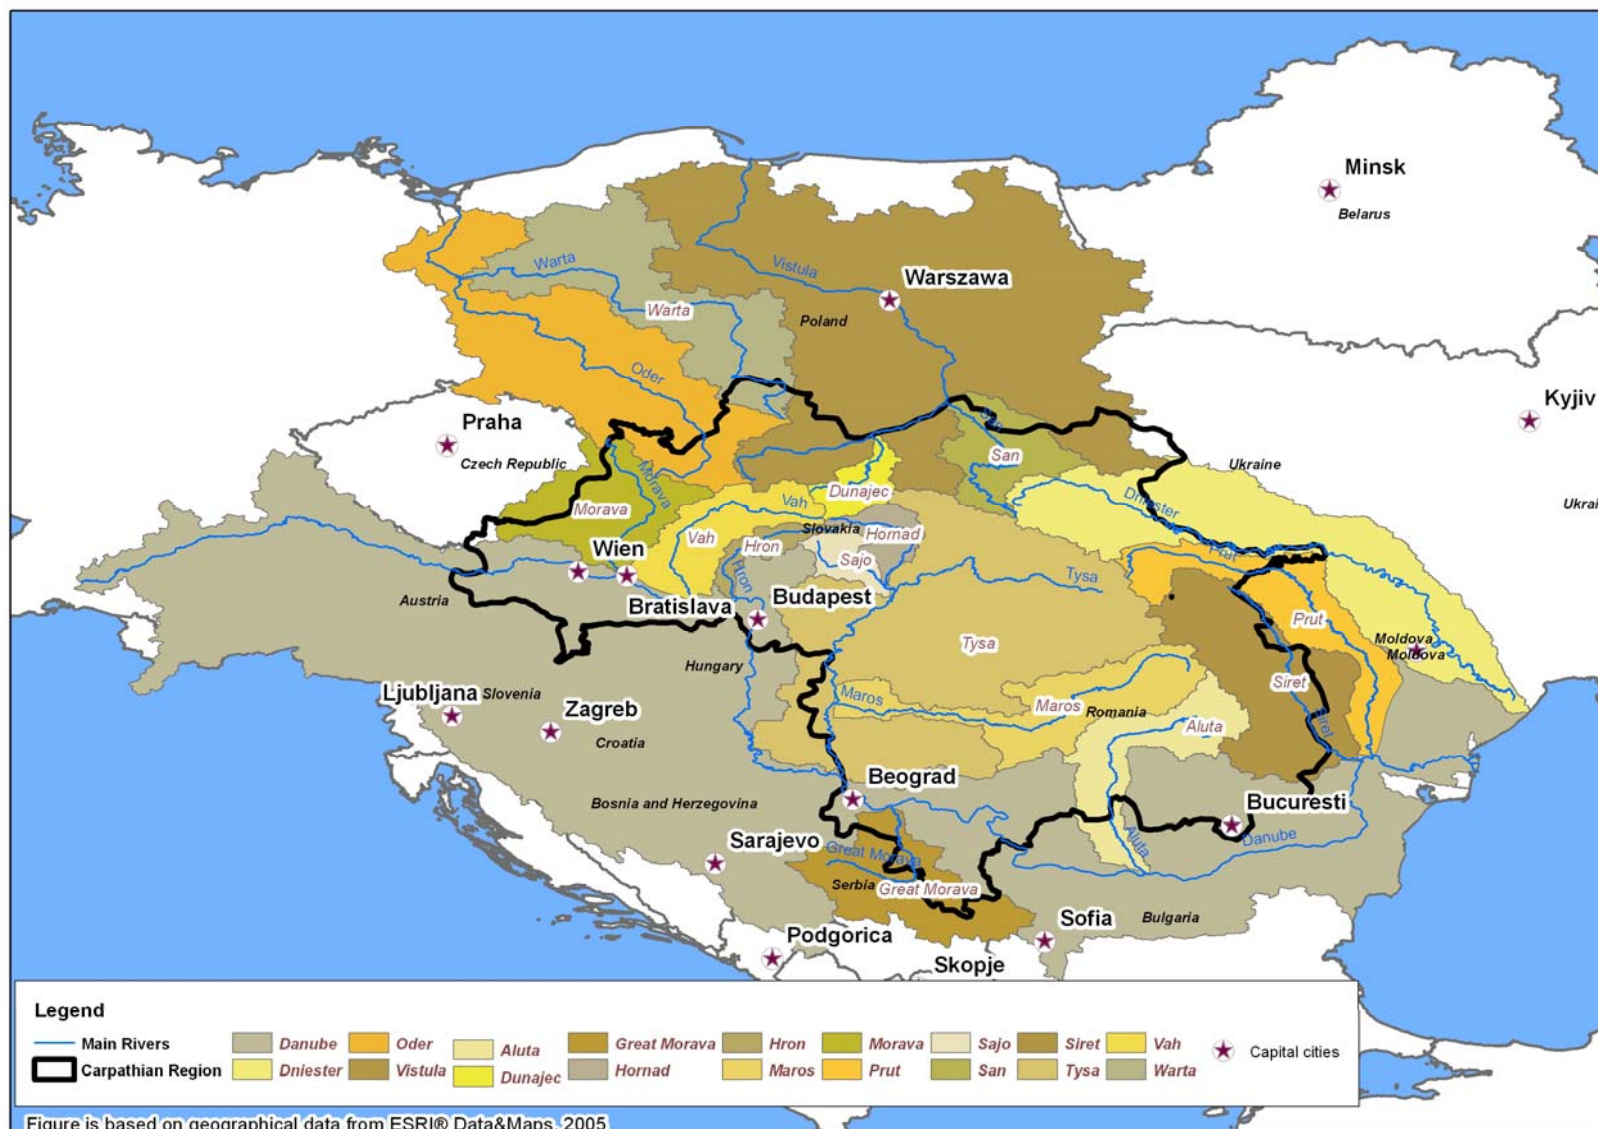 Minsk
Belarus
Warta
Vistula
Warszawa
Warta
Poland
Oder
Kyjiv
Praha
San
Czech Republic
San
Ukraine
Morava
Dunajec
Dniester
Ukrai
Vah
Morava
Slovakia
Hornad
Vah
Hron
Wien
Sajo
Prut
Hron
Tysa
Austria
Bratislava
Budapest
Prut
Tysa
Moldova
Moldova
Hungary
Siret
Ljubljana
Slovenia
Maros
Maros
Romania
Zagreb
Aluta
Siret
Croatia
Beograd
Bosnia and Herzegovina
Bucuresti
Sarajevo
Aluta
Danube
Great Morava
Serbia
Great Morava
Sofia
Bulgaria
Podgorica
Skopje
Legend
Main Rivers
Carpathian Region
Danube
Oder
Aluta
Great Morava
Hron
Morava
Sajo
Siret
Vah
Capital cities
Dniester
Vistula
Dunajec
Hornad
Maros
Prut
San
Tysa
Warta
Figure is based on geographical data from ESRI® Data&Maps, 2005